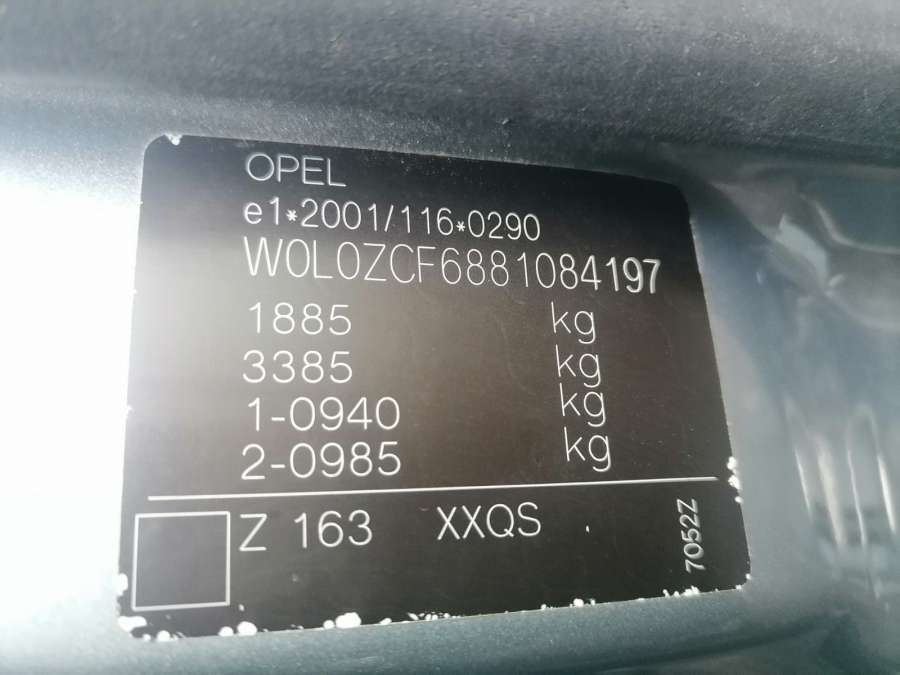 OPEL
e1*2001/116*0290
W0L0ZCF6881084197
1885 kg
3385 kg
1-0940 kg
2-0985 kg
Z 163 XXQS
7052Z